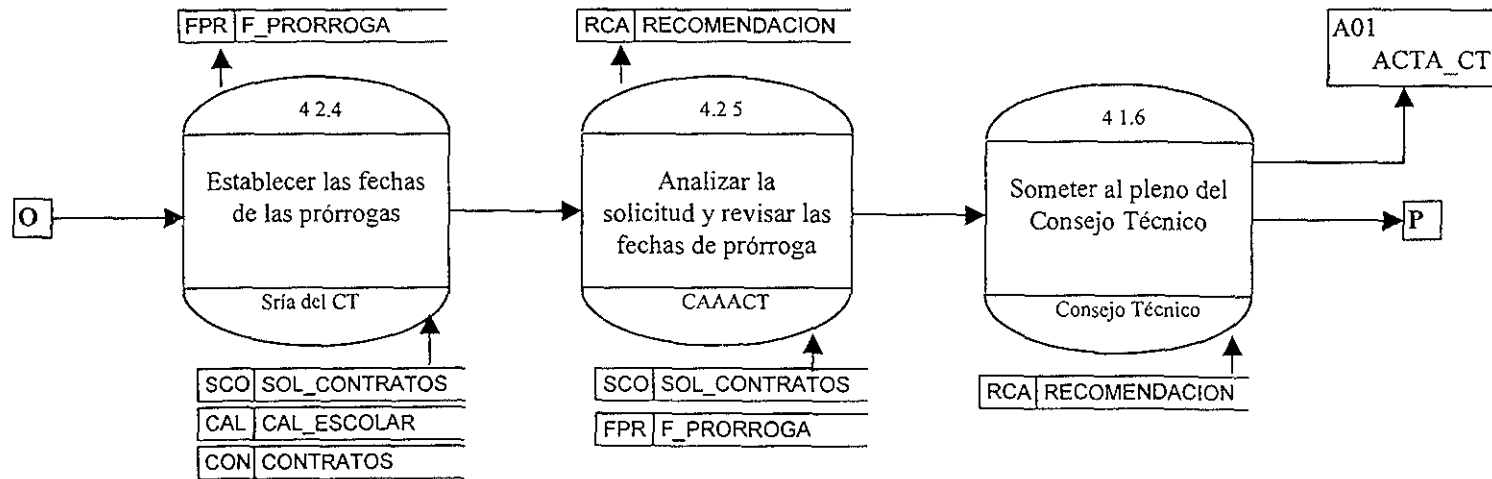 FPR F_PRORROGA
RCA RECOMENDACION
A01
ACTA_CT
4 2.4
4.2 5
4 1.6
Establecer las fechas
de las prórrogas
Analizar la
solicitud y revisar las
fechas de prórroga
Someter al pleno del
Consejo Técnico
O
P
Sría del CT
CAAACT
Consejo Técnico
SCO SOL_CONTRATOS
CAL CAL_ESCOLAR
CON CONTRATOS
SCO SOL_CONTRATOS
FPR F_PRORROGA
RCA RECOMENDACION